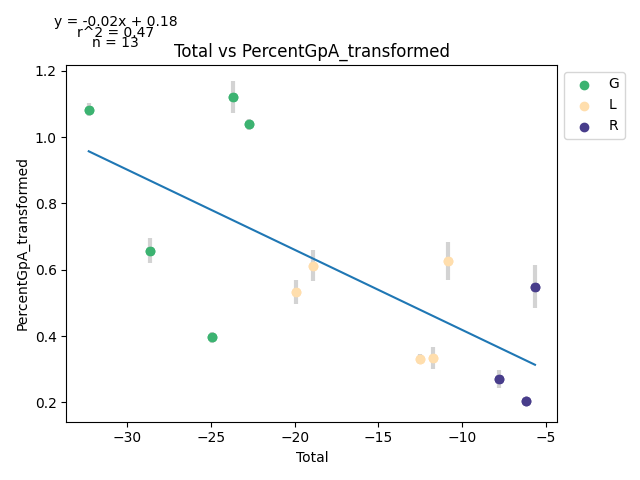 y = -0.02x + 0.18
r^2 = 0.47
n = 13
Total vs PercentGpA_transformed
G
L
R
1.2
1.0
0.8
0.6
0.4
0.2
PercentGpA_transformed
−30
−25
−20
−15
−10
−5
Total